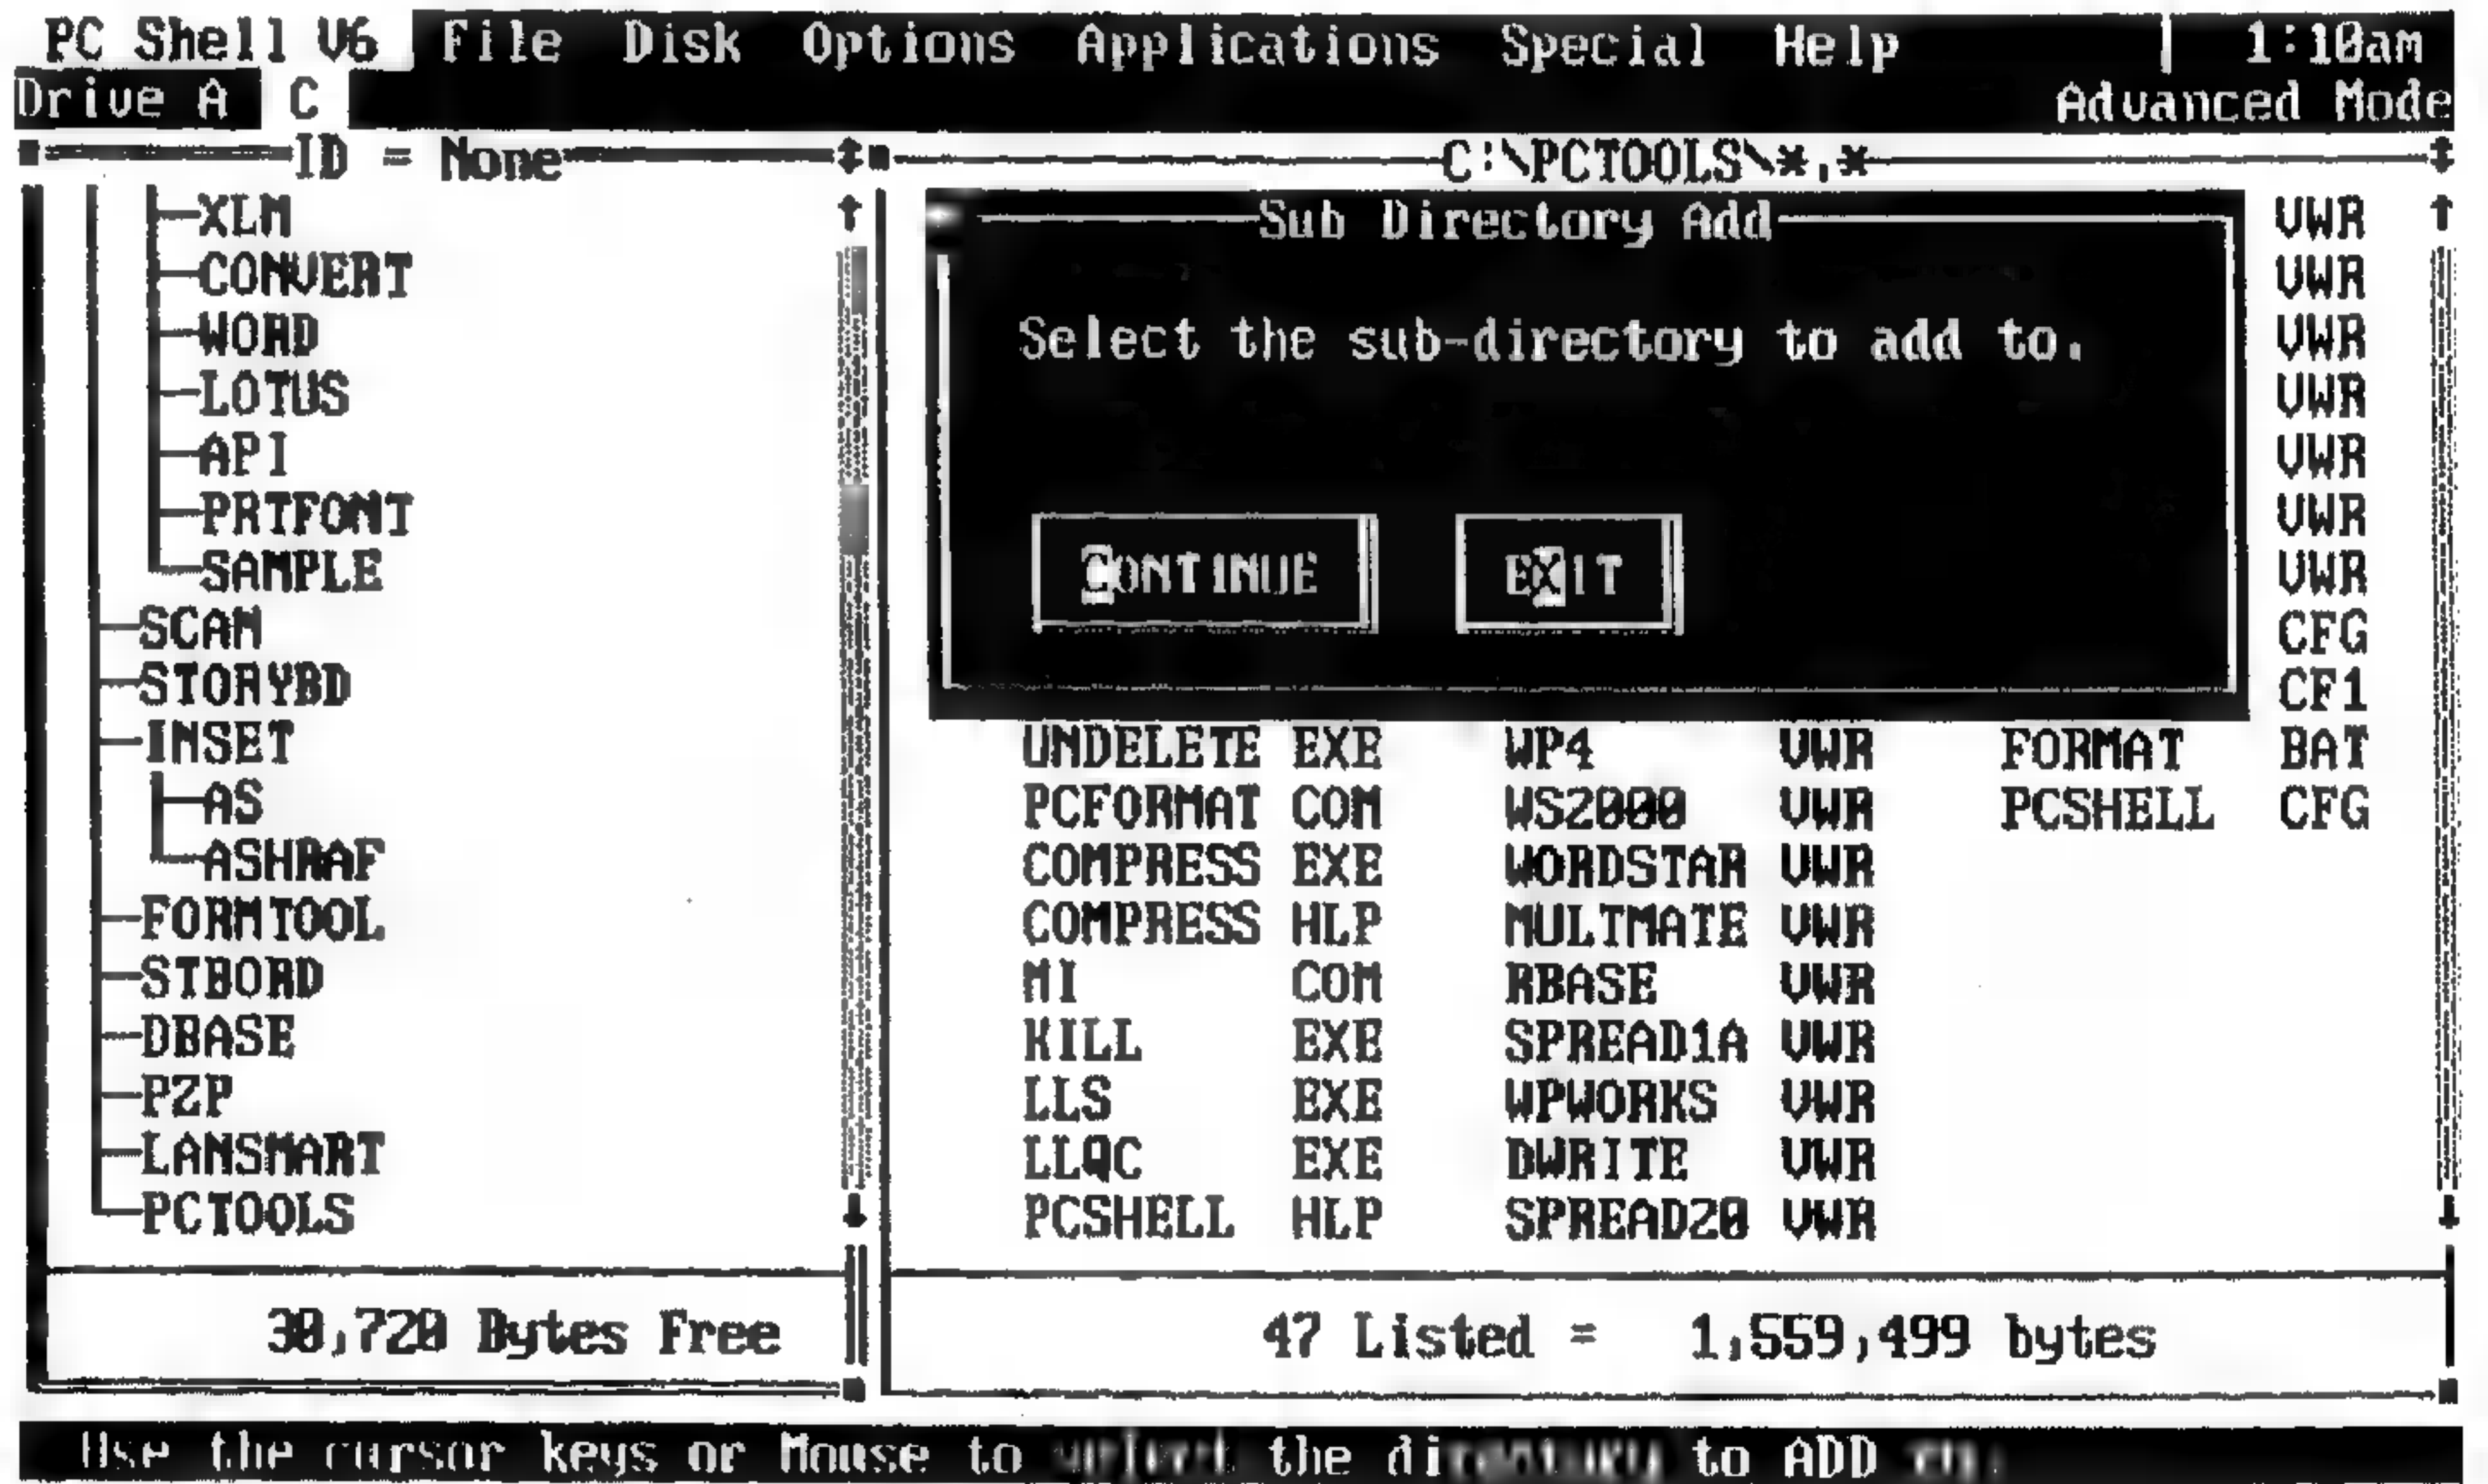 PC Shell V6 File Disk Options Applications Special Help 1:10am
Drive A C Advanced Mode
ID = None
XLM
CONVERT
WORD
LOTUS
API
PRTFONT
SAMPLE
SCAN
STORYBD
INSET
AS
ASHRAF
FORMTOOL
STBORD
DBASE
PZP
LANSMART
PCTOOLS
30,720 Bytes Free
C:\PCTOOLS\*.*
Sub Directory Add
Select the sub-directory to add to.
CONTINUE EXIT
VWR
VWR
VWR
VWR
VWR
VWR
VWR
CFG
CF1
UNDELETE EXE WP4 VWR FORMAT BAT
PCFORMAT COM WS2000 VWR PCSHELL CFG
COMPRESS EXE WORDSTAR VWR
COMPRESS HLP MULTMATE VWR
MI COM RBASE VWR
KILL EXE SPREAD1A VWR
LLS EXE WPWORKS VWR
LLQC EXE DWRITE VWR
PCSHELL HLP SPREAD20 VWR
47 Listed = 1,559,499 bytes
Use the cursor keys or Mouse to the to ADD